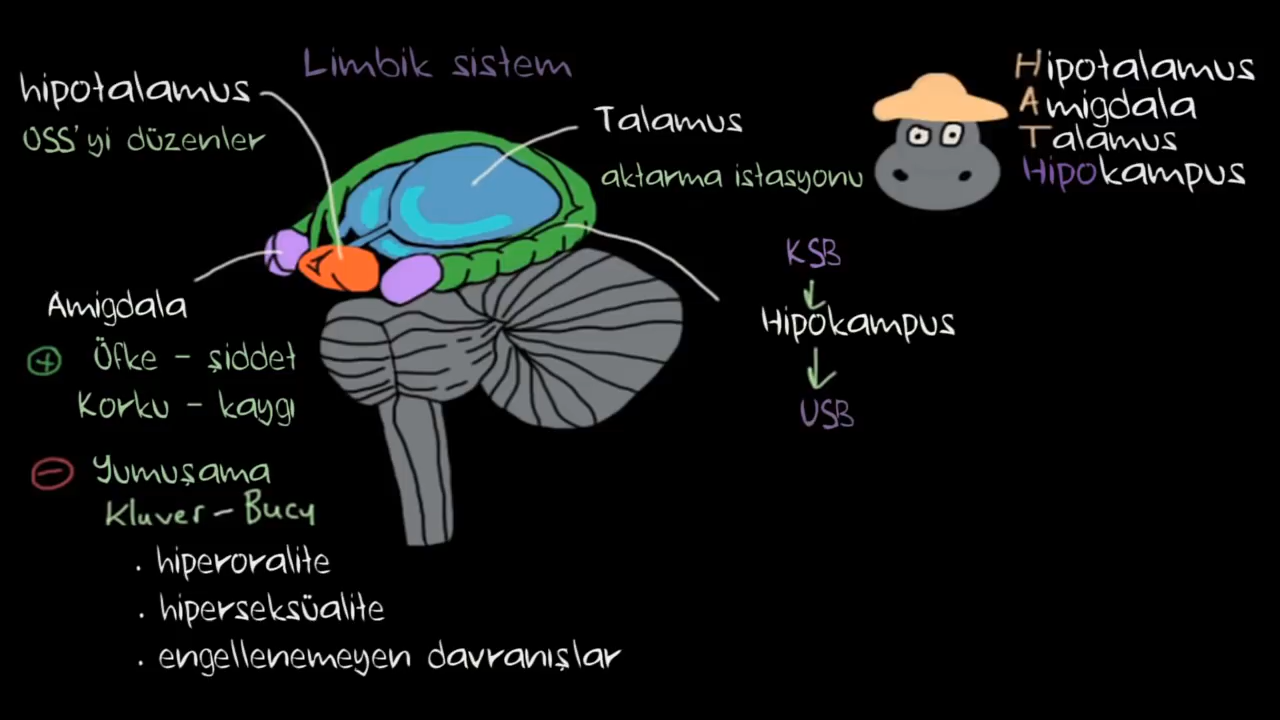 Limbik sistem
hipotalamus
OSS'yi düzenler
Talamus
aktarma istasyonu
Hipotalamus
Amigdala
Talamus
Hipokampus
KSB
Hipokampus
USB
Amigdala
+ Üfke - şiddet
Korku - kaygı
- Yumuşama
Kluver - Bucy
. hiperoralite
. hiperseksüalite
. engellenemeyen davranışlar